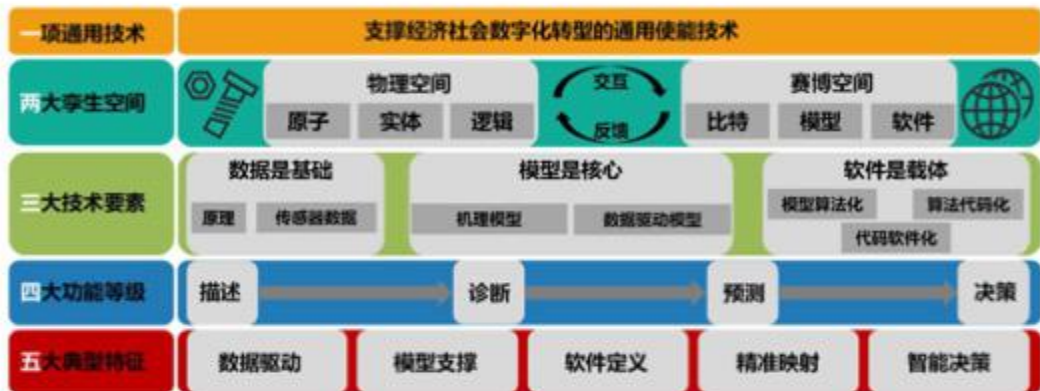 一项通用技术
支撑经济社会数字化转型的通用使能技术
两大孪生空间
物理空间
原子
实体
逻辑
交互
反馈
赛博空间
比特
模型
软件
三大技术要素
数据是基础
原理
传感器数据
模型是核心
机理模型
数据驱动模型
软件是载体
模型算法化
算法代码化
代码软件化
四大功能等级
描述
诊断
预测
决策
五大典型特征
数据驱动
模型支撑
软件定义
精准映射
智能决策